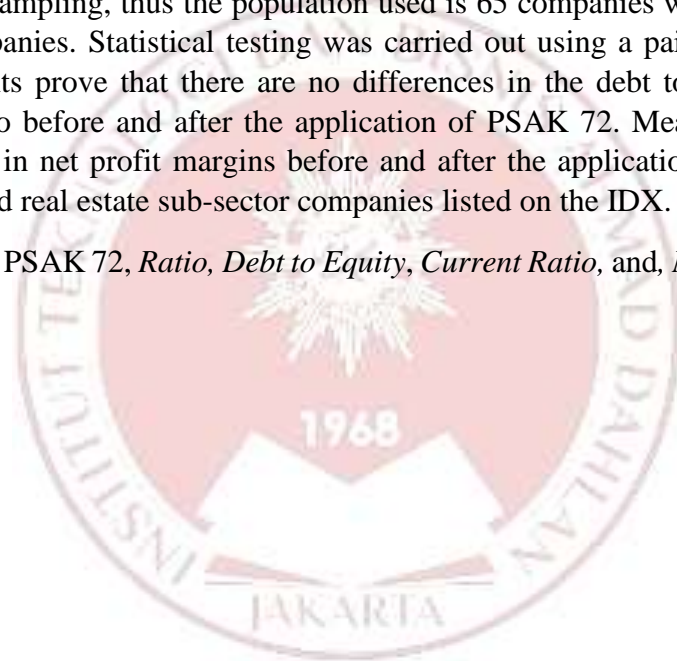 ampling, thus the population used is 65 companies w
panies. Statistical testing was carried out using a pai
ts prove that there are no differences in the debt to
o before and after the application of PSAK 72. Mea
in net profit margins before and after the applicatio
d real estate sub-sector companies listed on the IDX.
PSAK 72, Ratio, Debt to Equity, Current Ratio, and,
INSTITUT
DAHLAN
1968
JAKARTA